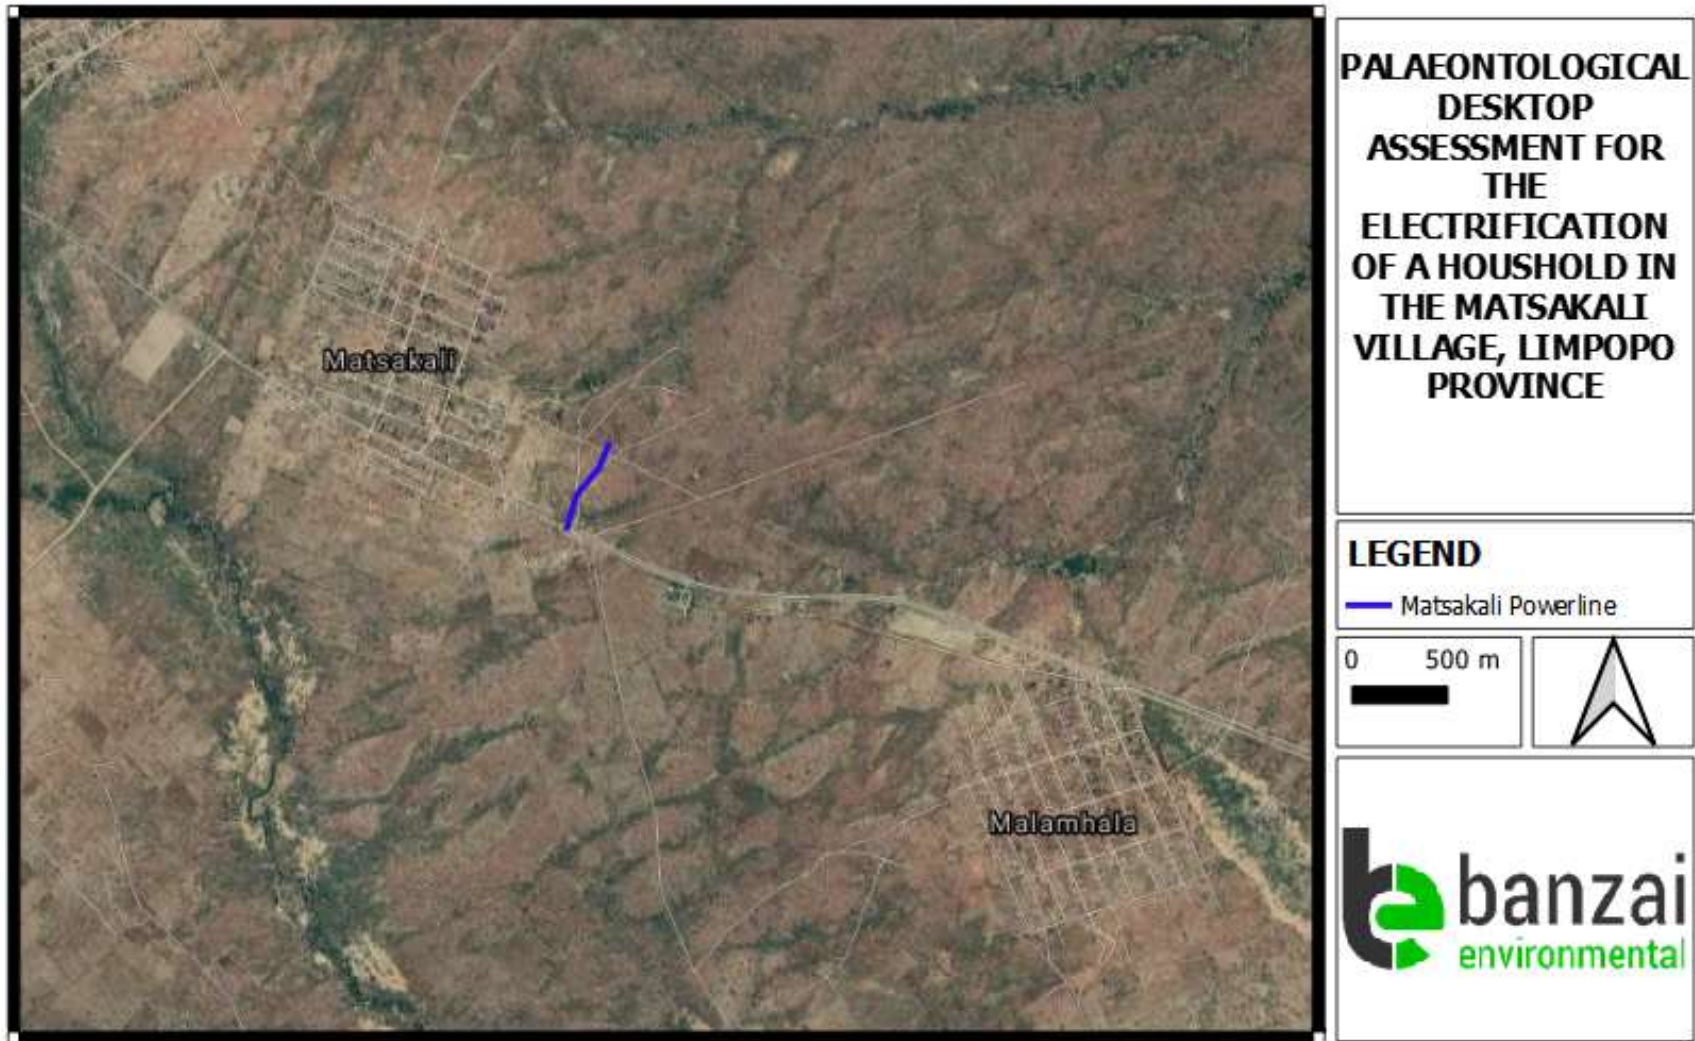 PALAEONTOLOGICAL
DESKTOP
ASSESSMENT FOR
THE
ELECTRIFICATION
OF A HOUSHOLD IN
THE MATSAKALI
VILLAGE, LIMPOPO
PROVINCE
Matsakali
Malamhala
LEGEND
Matsakali Powerline
0 500 m
banzai
environmental